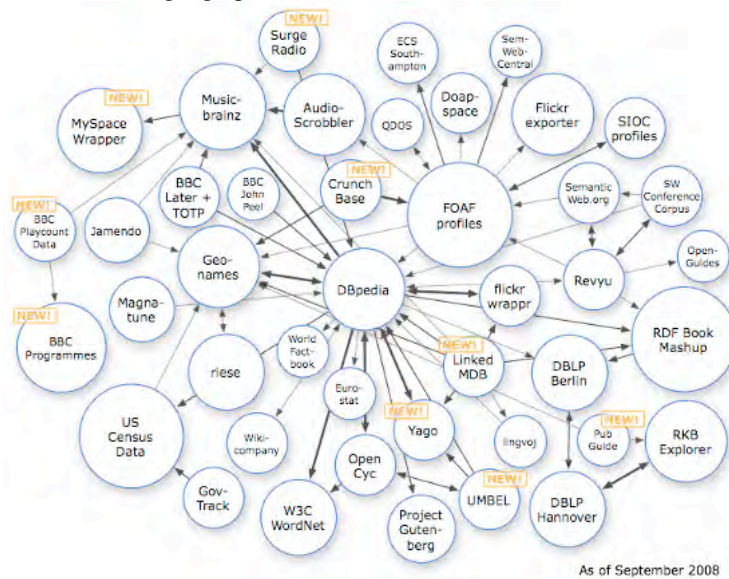 NEW!
Surge
Radio
ECS
South-
ampton
Sem-
Web-
Central
NEW!
MySpace
Wrapper
Music-
brainz
Audio-
Scrobbler
QDOS
Doap-
space
Flickr
exporter
SIOC
profiles
NEW!
BBC
Playcount
Data
Jamendo
BBC
Later +
TOTP
BBC
John
Peel
NEW!
Crunch
Base
FOAF
profiles
Semantic
Web.org
SW
Conference
Corpus
Open-
Guides
Geo-
names
DBpedia
flickr
wrappr
Revyu
Magna-
tune
NEW!
BBC
Programmes
riese
World
Fact-
book
NEW!
Linked
MDB
DBLP
Berlin
RDF Book
Mashup
Euro-
stat
US
Census
Data
Wiki-
company
Open
Cyc
NEW!
Yago
lingvoj
NEW!
Pub
Guide
RKB
Explorer
Gov-
Track
W3C
WordNet
Project
Guten-
berg
NEW!
UMBEL
DBLP
Hannover
As of September 2008